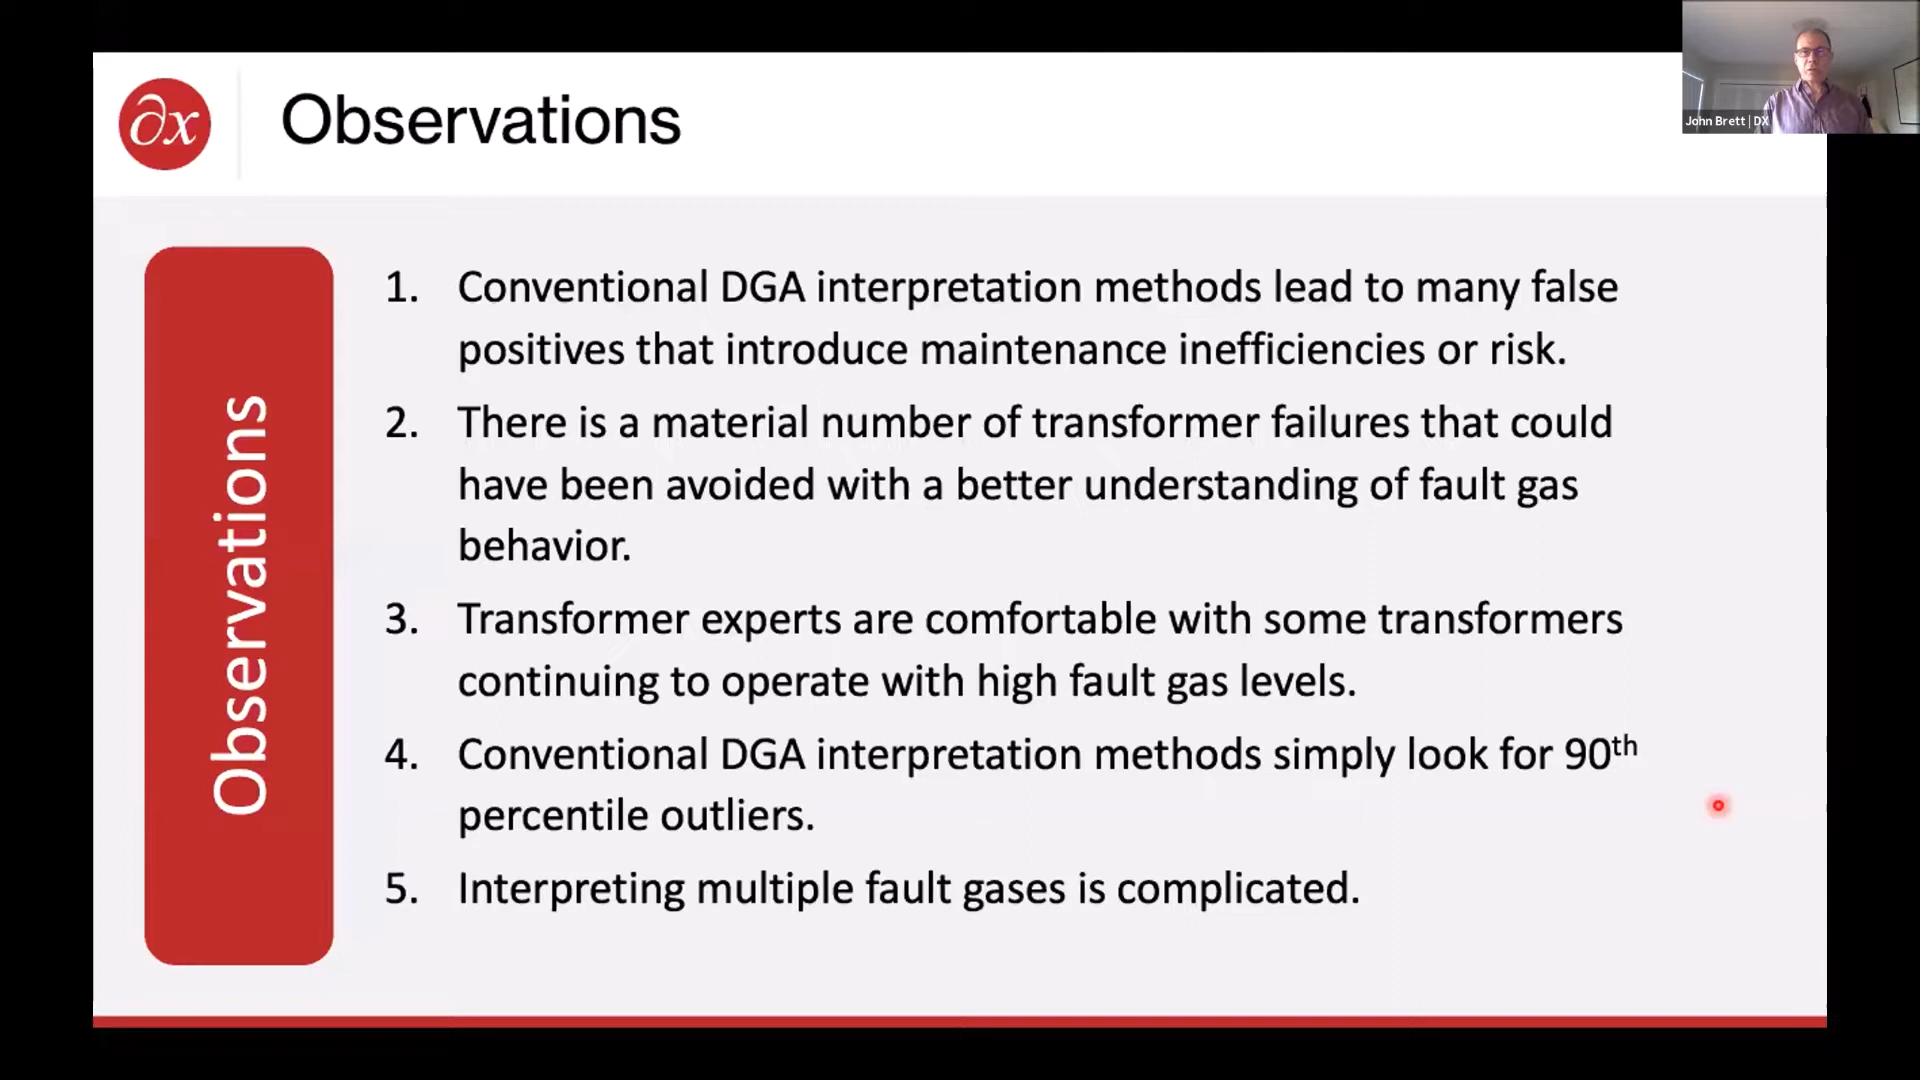 ∂x
Observations
John Brett | DX
Observations
1. Conventional DGA interpretation methods lead to many false
positives that introduce maintenance inefficiencies or risk.
2. There is a material number of transformer failures that could
have been avoided with a better understanding of fault gas
behavior.
3. Transformer experts are comfortable with some transformers
continuing to operate with high fault gas levels.
4. Conventional DGA interpretation methods simply look for 90th
percentile outliers.
5. Interpreting multiple fault gases is complicated.